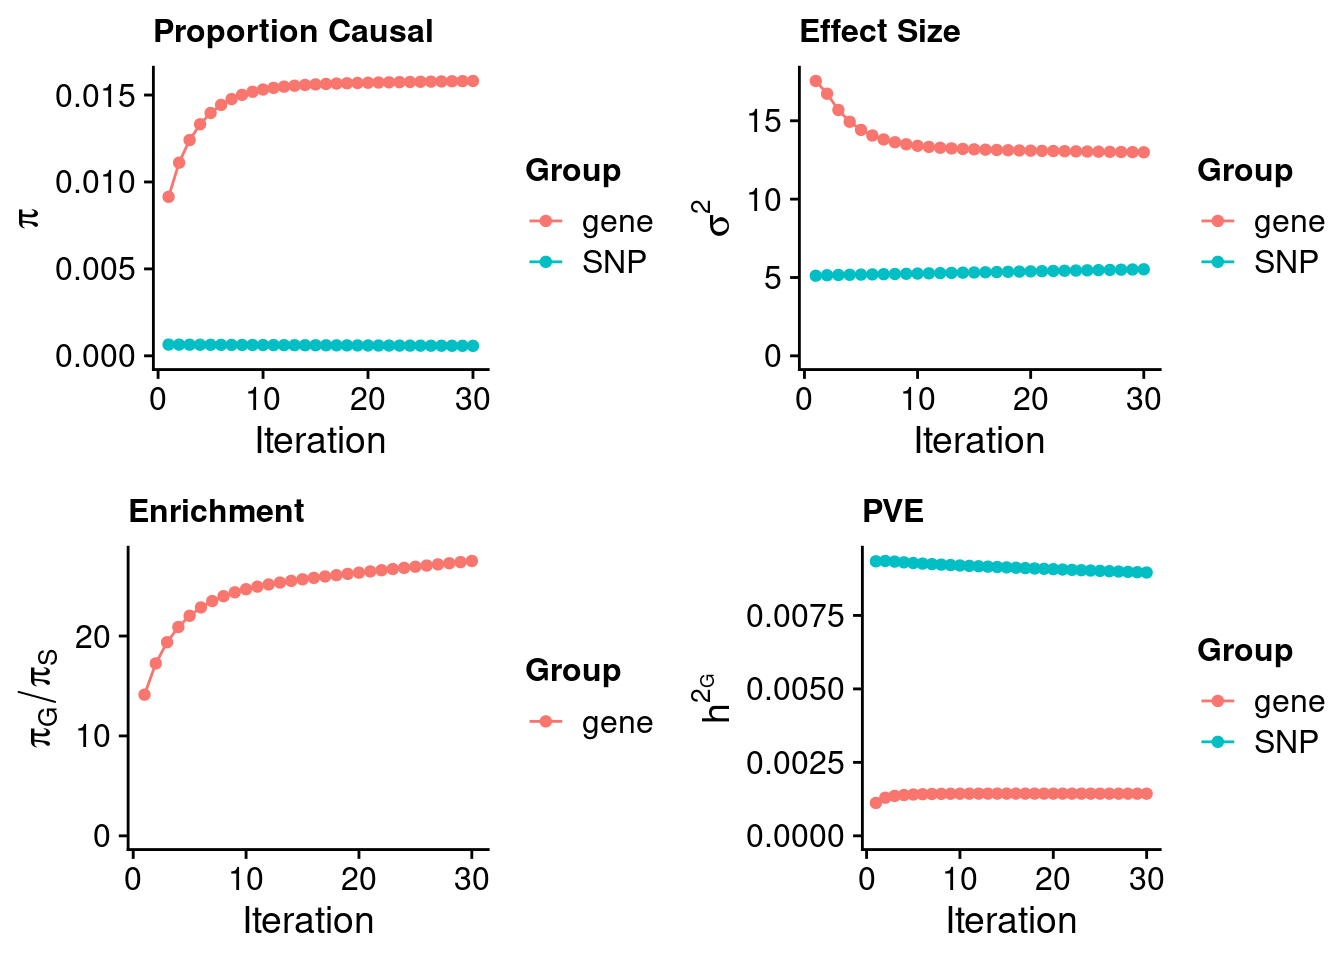 Proportion Causal
π
0.015
0.010
0.005
0.000
0 10 20 30
Iteration
Group
gene
SNP
Effect Size
σ²
15
10
5
0
0 10 20 30
Iteration
Group
gene
SNP
Enrichment
π_G/π_S
20
10
0
0 10 20 30
Iteration
Group
gene
PVE
h^2_G
0.0075
0.0050
0.0025
0.0000
0 10 20 30
Iteration
Group
gene
SNP